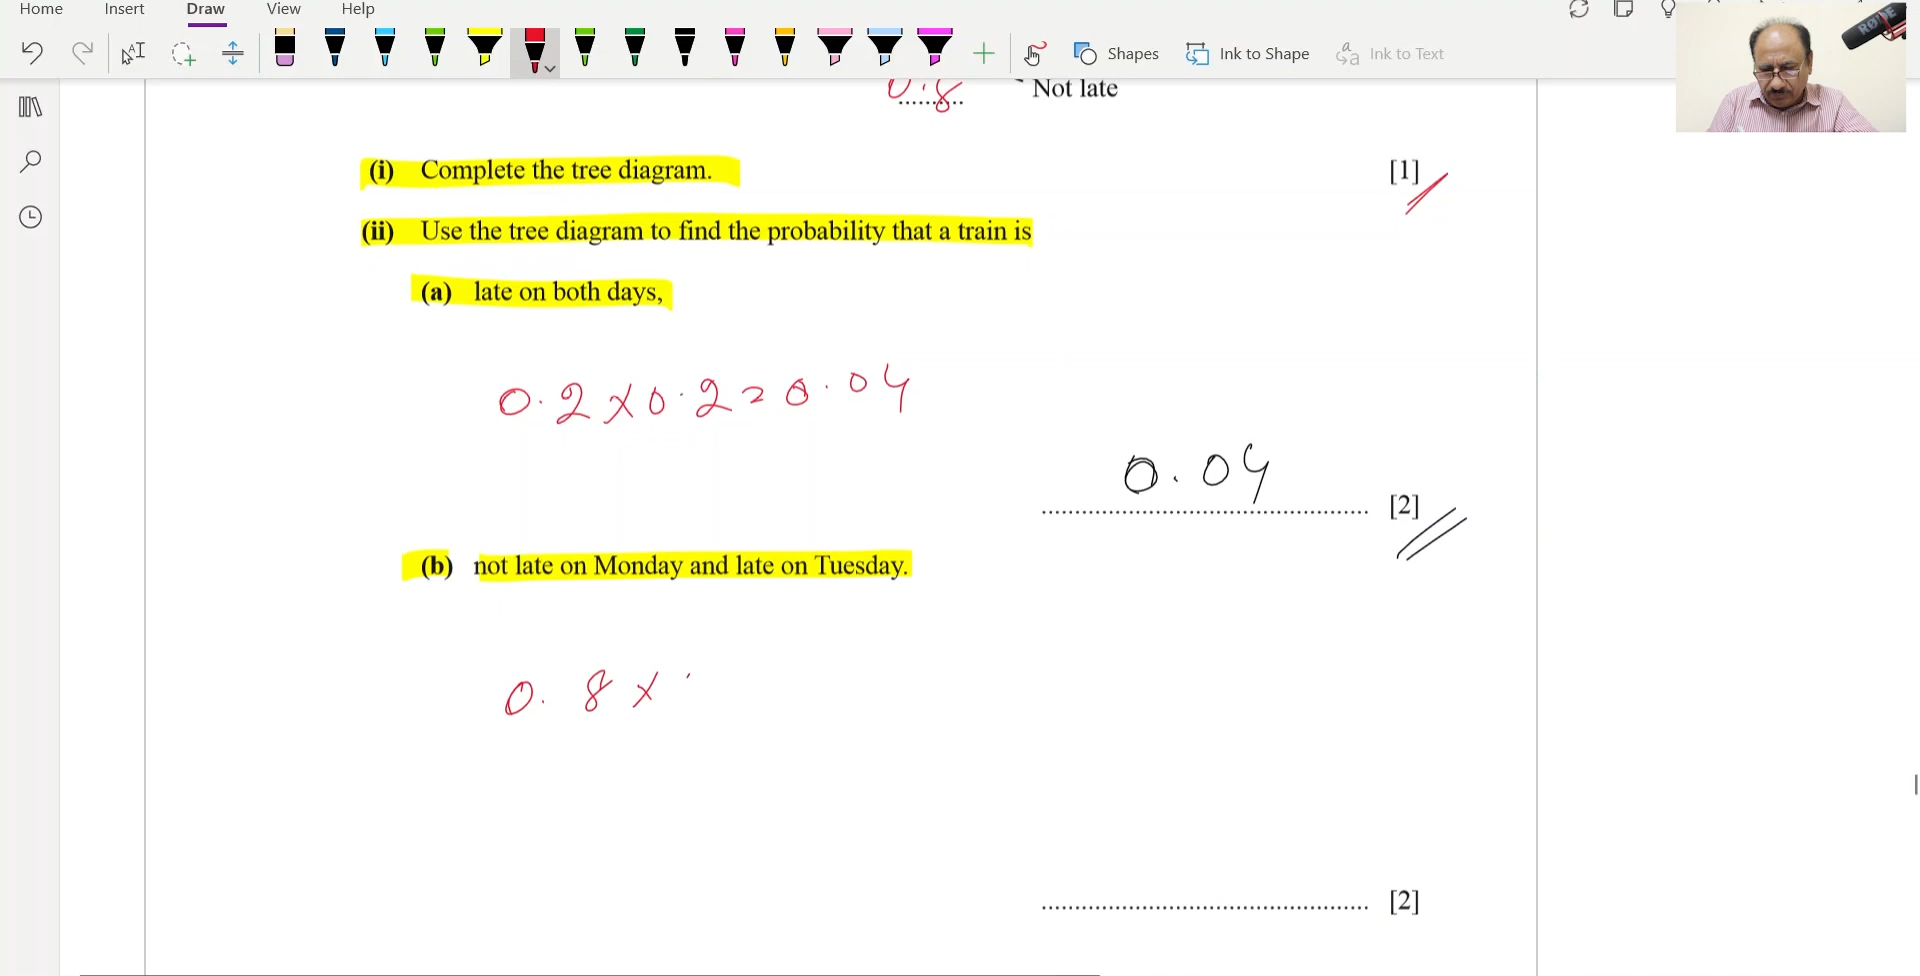 Home Insert Draw View Help
Shapes Ink to Shape Ink to Text
0.8 Not late
(i) Complete the tree diagram. [1]
(ii) Use the tree diagram to find the probability that a train is
(a) late on both days,
0.2 x 0.2 = 0.04
0.04
.................................................. [2]
(b) not late on Monday and late on Tuesday.
0.8 x
.................................................. [2]
RØDE